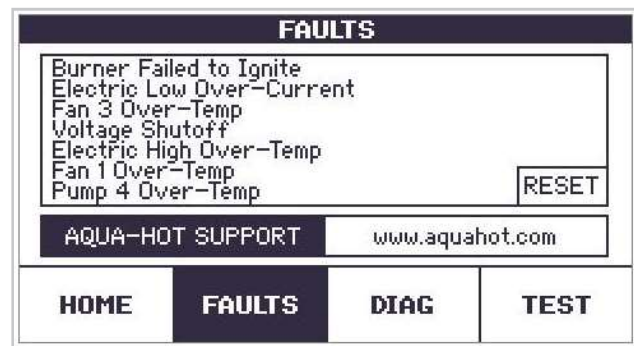 FAULTS
Burner Failed to Ignite
Electric Low Over-Current
Fan 3 Over-Temp
Voltage Shutoff
Electric High Over-Temp
Fan 1 Over-Temp
Pump 4 Over-Temp
RESET
AQUA-HOT SUPPORT www.aquahot.com
HOME FAULTS DIAG TEST